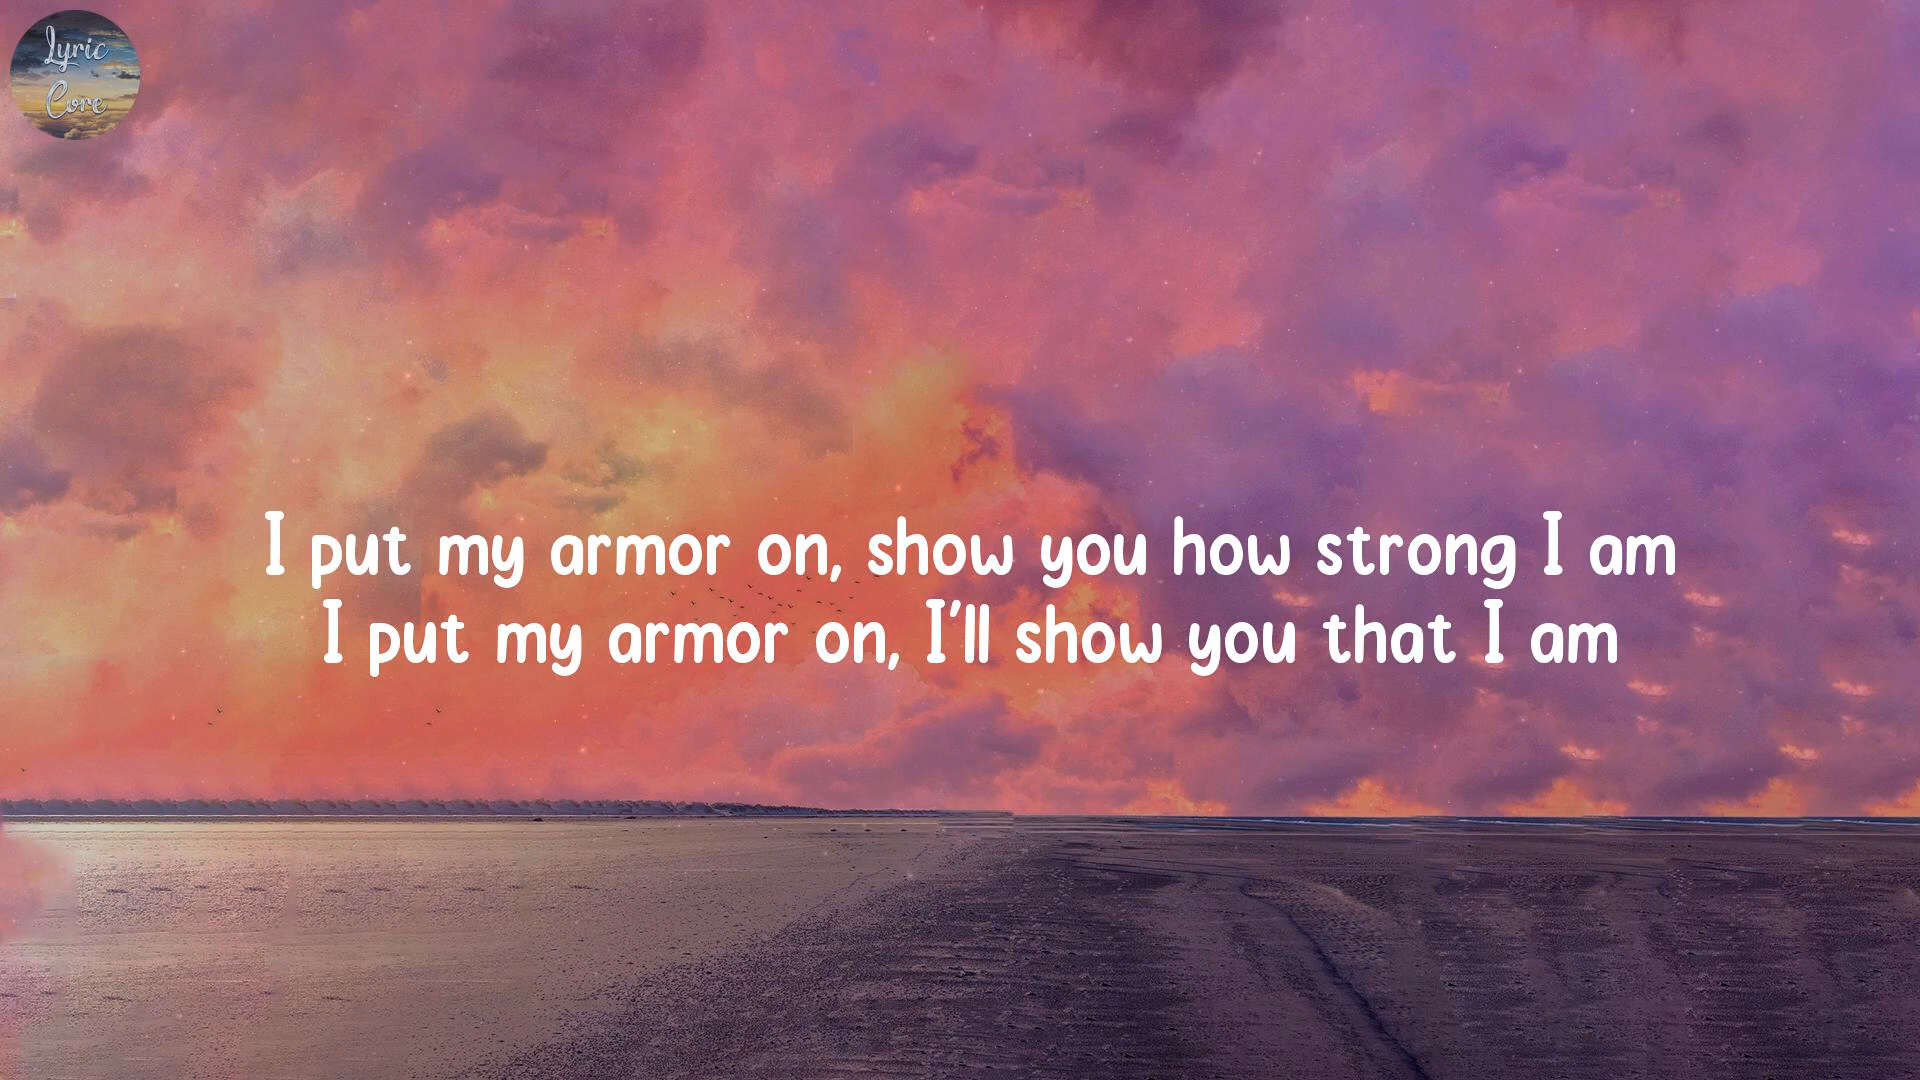 Lyric
Core
I put my armor on, show you how strong I am
I put my armor on, I'll show you that I am